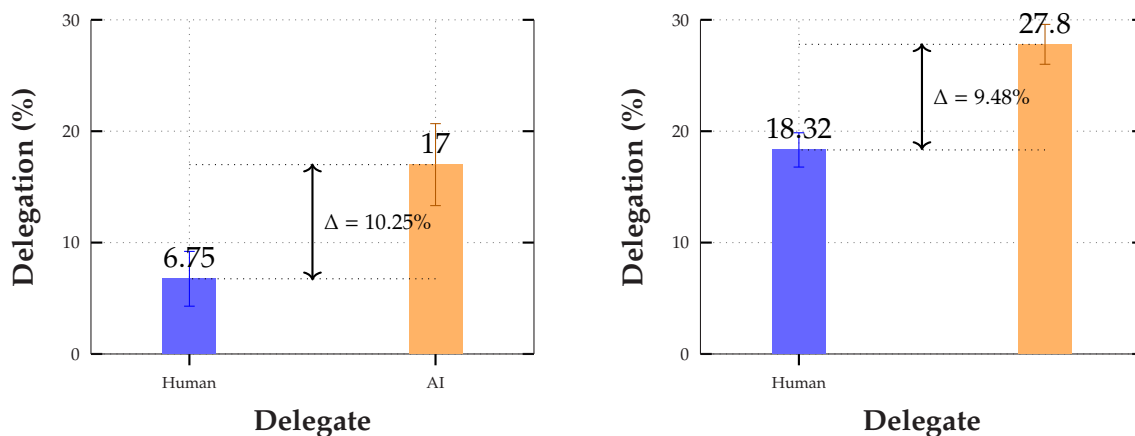 Delegation (%)
30
20
10
0
6.75
17
Δ = 10.25%
Human
AI
Delegate
Delegation (%)
30
20
10
0
18.32
27.8
Δ = 9.48%
Human
Delegate